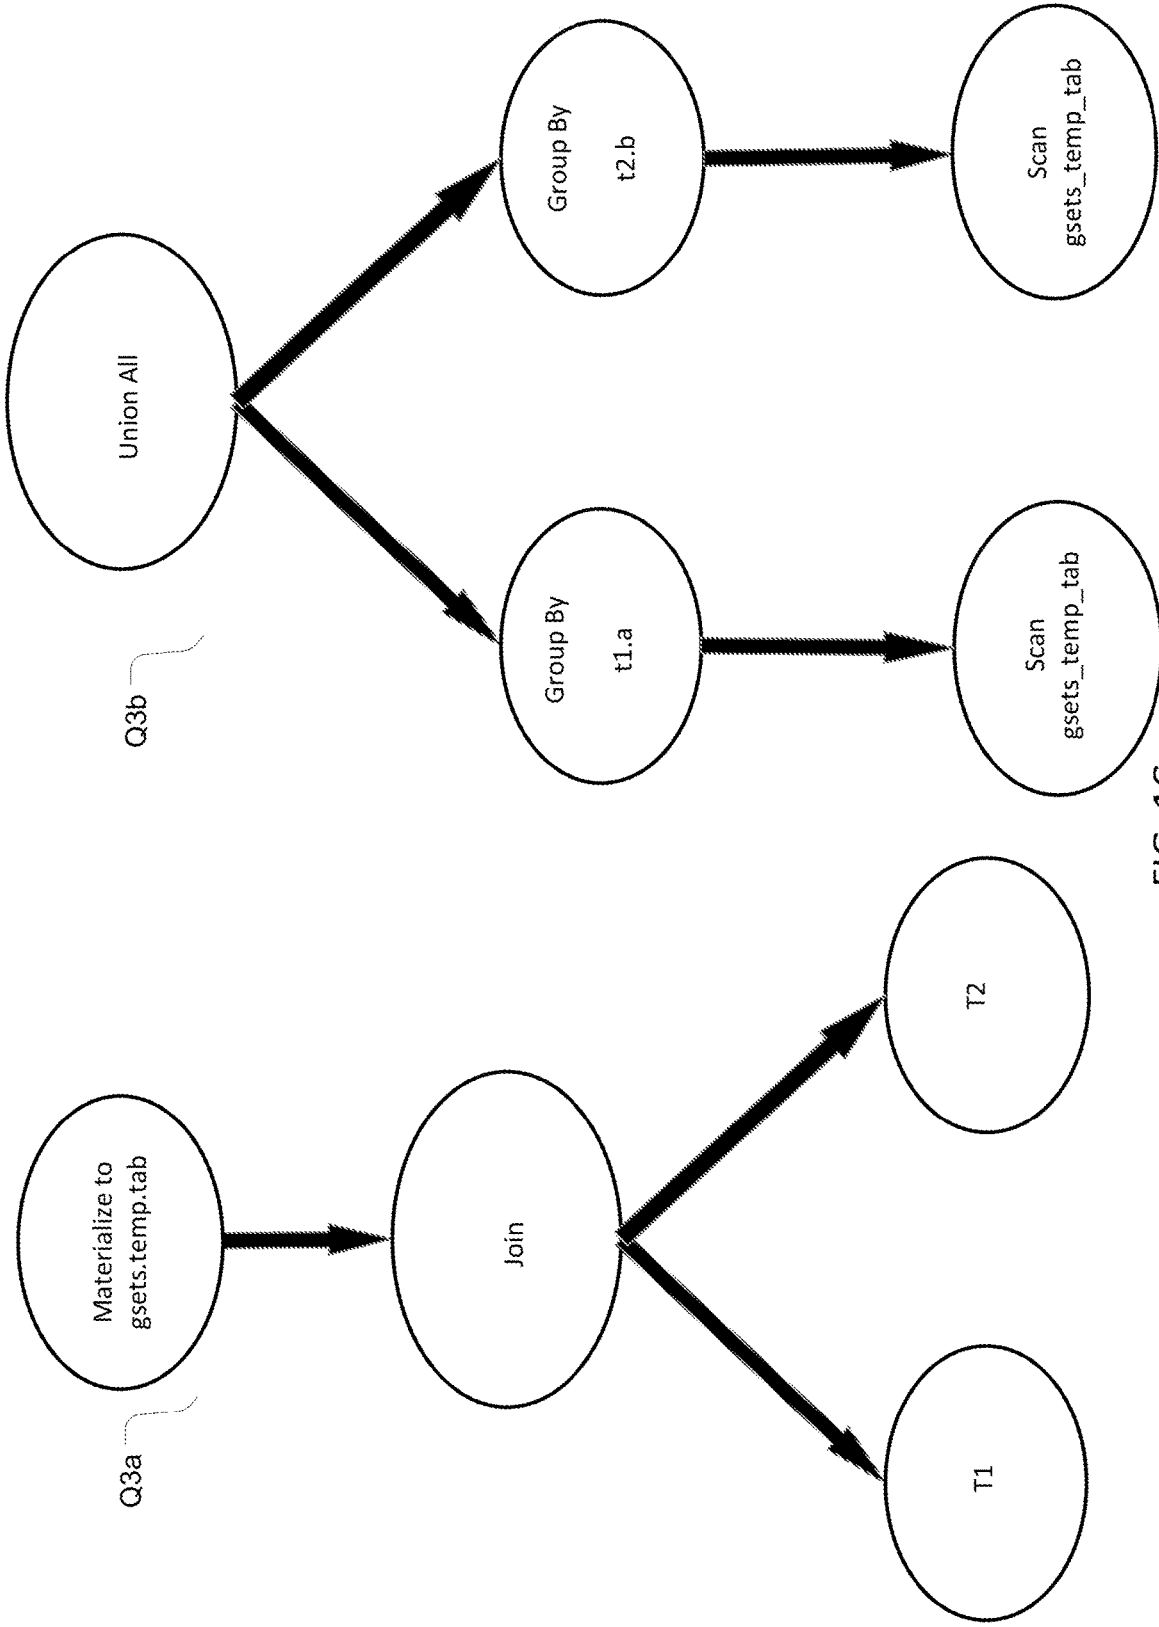 Q3a
Materialize to
gsets.temp.tab
Join
T1
T2
Q3b
Union All
Group By
t1.a
Group By
t2.b
Scan
gsets_temp_tab
Scan
gsets_temp_tab